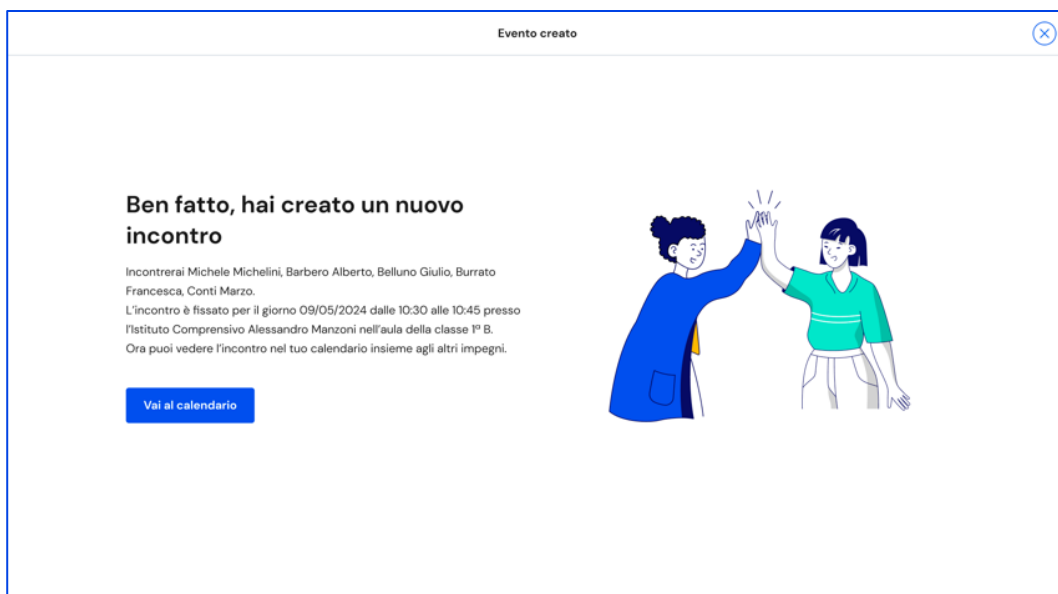 Evento creato
Ben fatto, hai creato un nuovo
incontro
Incontrerai Michele Michelini, Barbero Alberto, Belluno Giulio, Burrato
Francesca, Conti Marzo.
L'incontro è fissato per il giorno 09/05/2024 dalle 10:30 alle 10:45 presso
l'Istituto Comprensivo Alessandro Manzoni nell'aula della classe 1ª B.
Ora puoi vedere l'incontro nel tuo calendario insieme agli altri impegni.
Vai al calendario